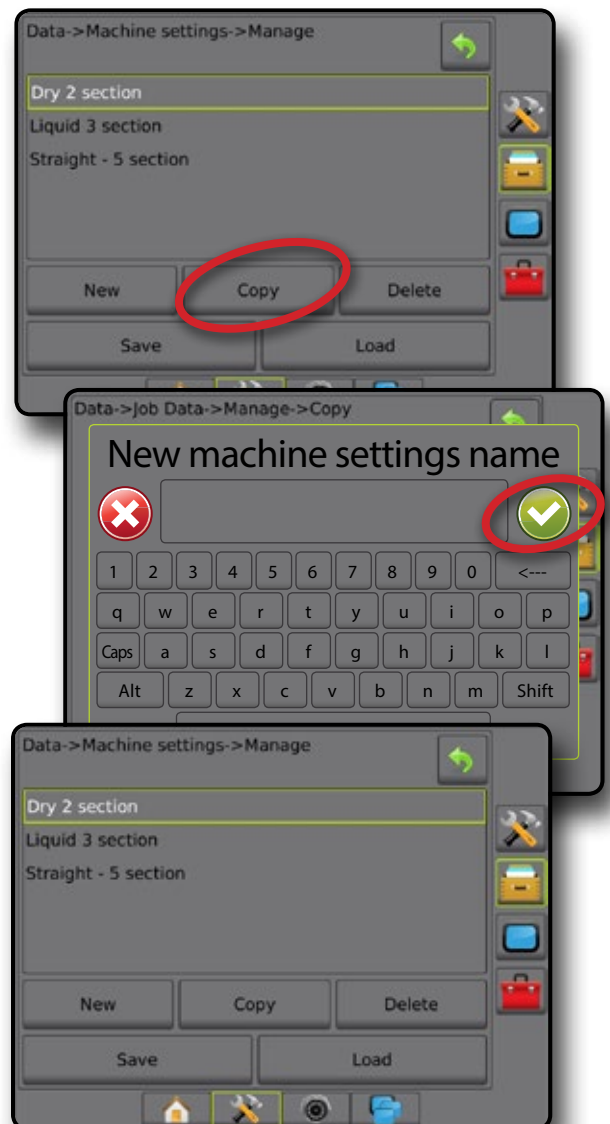 Data->Machine settings->Manage
Dry 2 section
Liquid 3 section
Straight - 5 section
New Copy Delete
Save Load
Data->Job Data->Manage->Copy
New machine settings name
1 2 3 4 5 6 7 8 9 0 <---
q w e r t y u i o p
Caps a s d f g h j k l
Alt z x c v b n m Shift
Data->Machine settings->Manage
Dry 2 section
Liquid 3 section
Straight - 5 section
New Copy Delete
Save Load